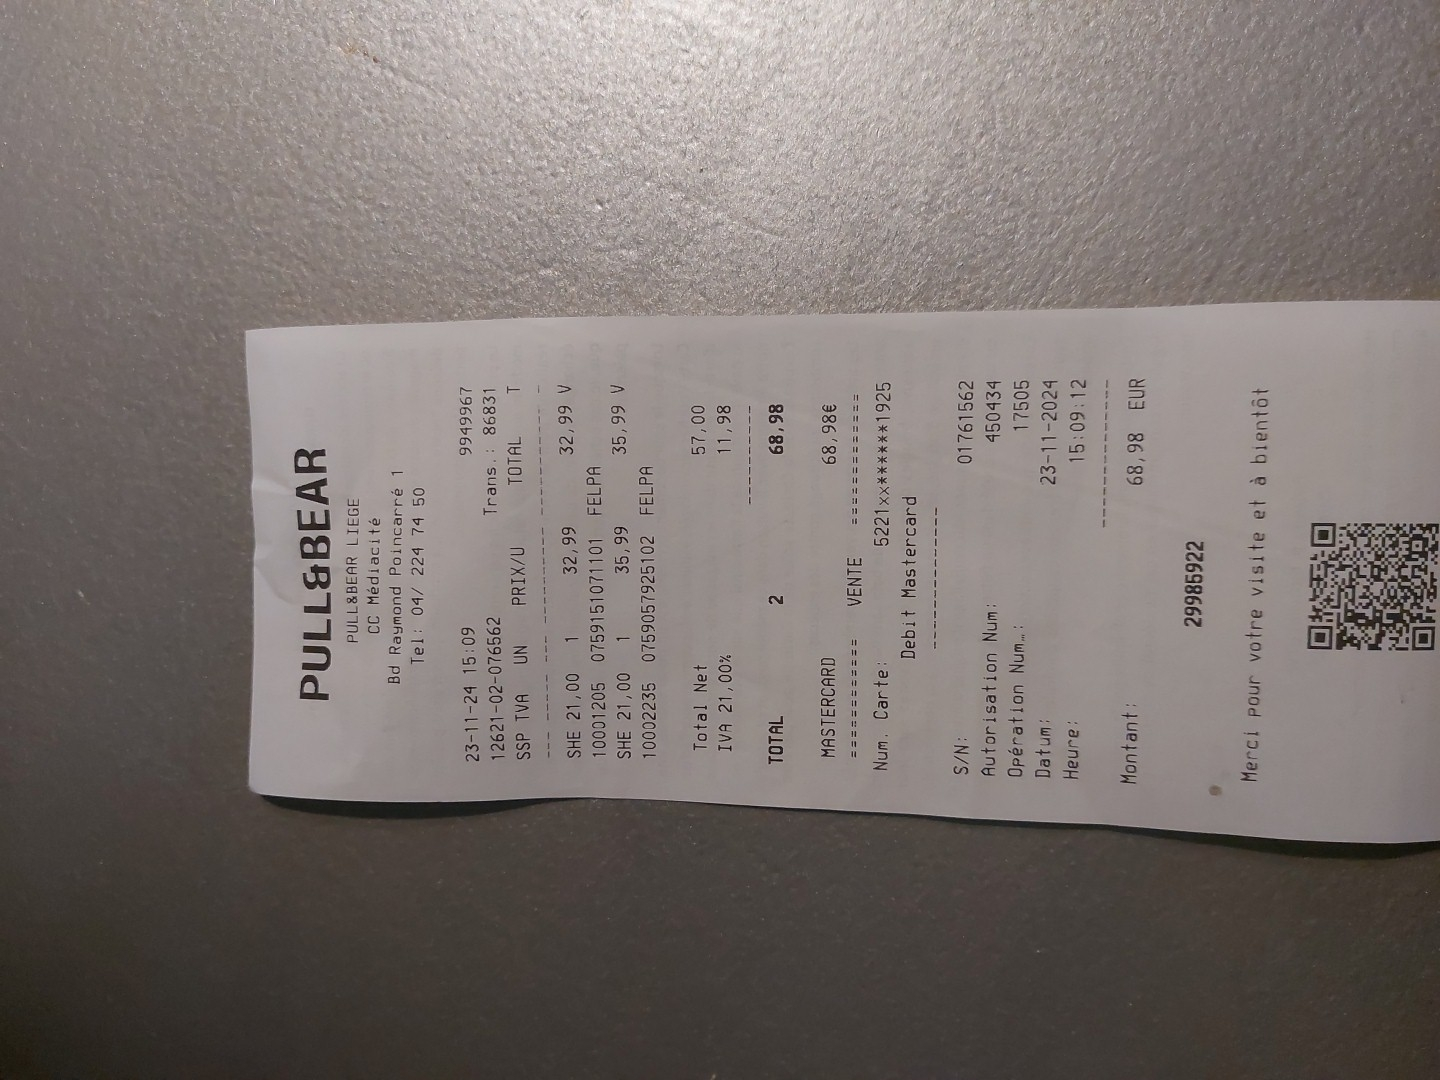 PULL&BEAR
PULL&BEAR LIEGE
CC Médiacité
Bd Raymond Poincarré 1
Tel: 04/ 224 74 50
23-11-24 15:09 9949967
12621-02-076562 Trans.: 86831
SSP TVA UN PRIX/U TOTAL T
SHE 21,00 1 32,99 32,99 V
10001205 07591510711101 FELPA
SHE 21,00 1 35,99 35,99 V
10002235 07590579251​02 FELPA
Total Net 57,00
IVA 21,00% 11,98
TOTAL 2 68,98
MASTERCARD 68,98€
=========== VENTE ===========
Num. Carte: 5221xx******1925
Debit Mastercard
S/N: 01761562
Autorisation Num: 450434
Opération Num…: 17505
Datum: 23-11-2024
Heure: 15:09:12
Montant: 68,98 EUR
29986922
Merci pour votre visite et à bientôt